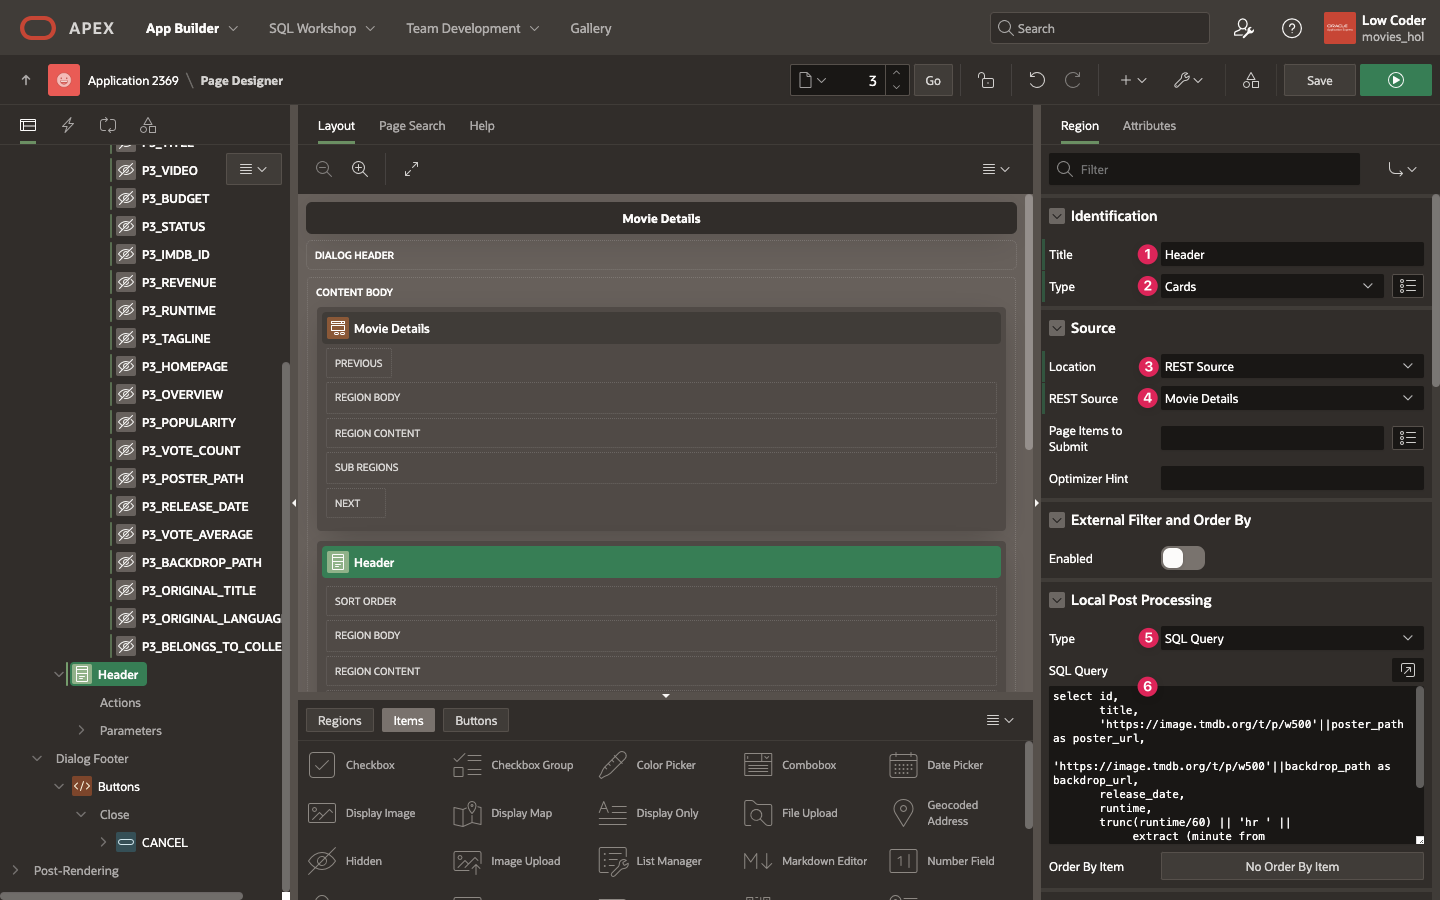 APEX
App Builder
SQL Workshop
Team Development
Gallery
Search
Low Coder
movies_hol
Application 2369 \ Page Designer
3
Go
Save
P3_TITLE
P3_VIDEO
P3_BUDGET
P3_STATUS
P3_IMDB_ID
P3_REVENUE
P3_RUNTIME
P3_TAGLINE
P3_HOMEPAGE
P3_OVERVIEW
P3_POPULARITY
P3_VOTE_COUNT
P3_POSTER_PATH
P3_RELEASE_DATE
P3_VOTE_AVERAGE
P3_BACKDROP_PATH
P3_ORIGINAL_TITLE
P3_ORIGINAL_LANGUAG
P3_BELONGS_TO_COLLE
Header
Actions
Parameters
Dialog Footer
Buttons
Close
CANCEL
Post-Rendering
Layout
Page Search
Help
Movie Details
DIALOG HEADER
CONTENT BODY
Movie Details
PREVIOUS
REGION BODY
REGION CONTENT
SUB REGIONS
NEXT
Header
SORT ORDER
REGION BODY
REGION CONTENT
Regions
Items
Buttons
Checkbox
Checkbox Group
Color Picker
Combobox
Date Picker
Display Image
Display Map
Display Only
File Upload
Geocoded
Address
Hidden
Image Upload
List Manager
Markdown Editor
Number Field
Region
Attributes
Filter
Identification
Title 1 Header
Type 2 Cards
Source
Location 3 REST Source
REST Source 4 Movie Details
Page Items to
Submit
Optimizer Hint
External Filter and Order By
Enabled
Local Post Processing
Type 5 SQL Query
SQL Query
6
select id,
title,
'https://image.tmdb.org/t/p/w500'||poster_path
as poster_url,
'https://image.tmdb.org/t/p/w500'||backdrop_path as
backdrop_url,
release_date,
runtime,
trunc(runtime/60) || 'hr ' ||
extract (minute from
Order By Item
No Order By Item